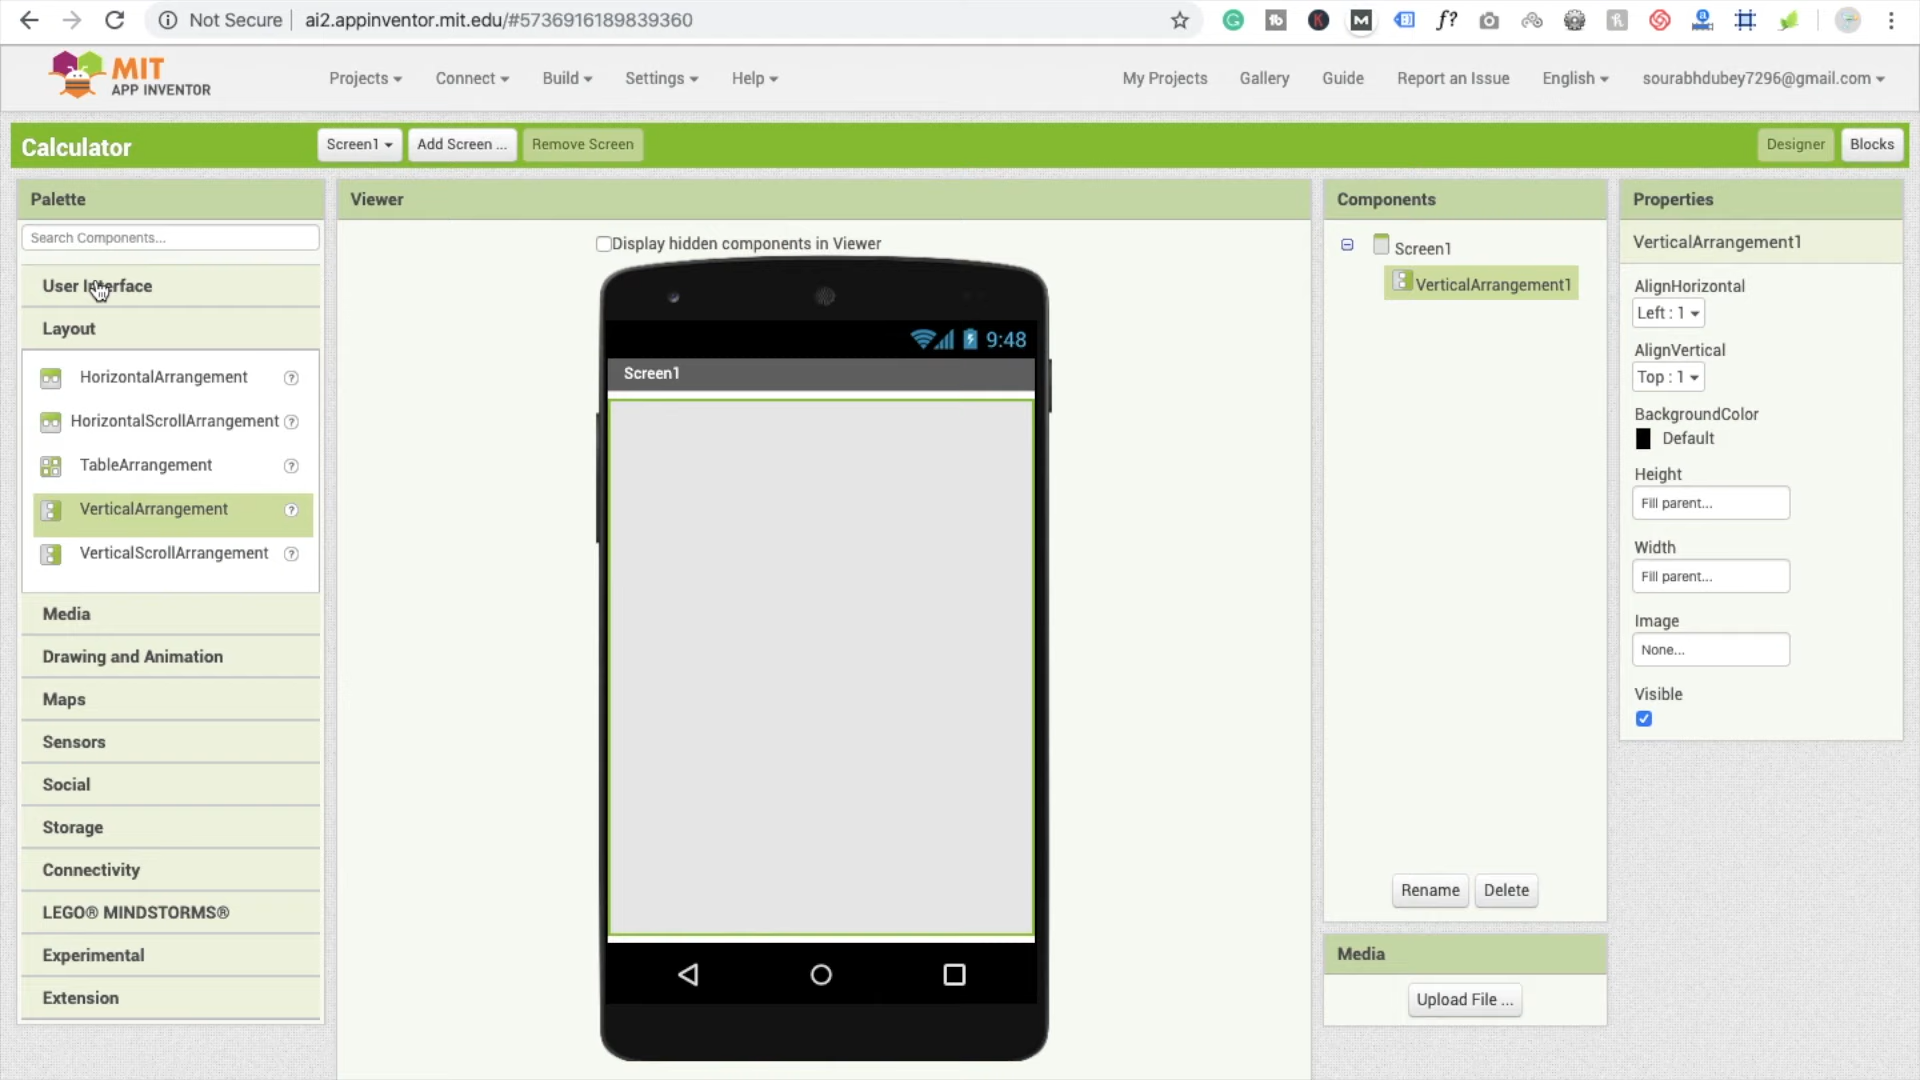 Not Secure ai2.appinventor.mit.edu/#5736916189839360
MIT
APP INVENTOR
Projects Connect Build Settings Help My Projects Gallery Guide Report an Issue English sourabhdubey7296@gmail.com
Calculator Screen1 Add Screen ... Remove Screen Designer Blocks
Palette
Search Components...
User Interface
Layout
HorizontalArrangement
HorizontalScrollArrangement
TableArrangement
VerticalArrangement
VerticalScrollArrangement
Media
Drawing and Animation
Maps
Sensors
Social
Storage
Connectivity
LEGO® MINDSTORMS®
Experimental
Extension
Viewer
Display hidden components in Viewer
9:48
Screen1
Components
Screen1
VerticalArrangement1
Rename Delete
Media
Upload File ...
Properties
VerticalArrangement1
AlignHorizontal
Left : 1
AlignVertical
Top : 1
BackgroundColor
Default
Height
Fill parent...
Width
Fill parent...
Image
None...
Visible